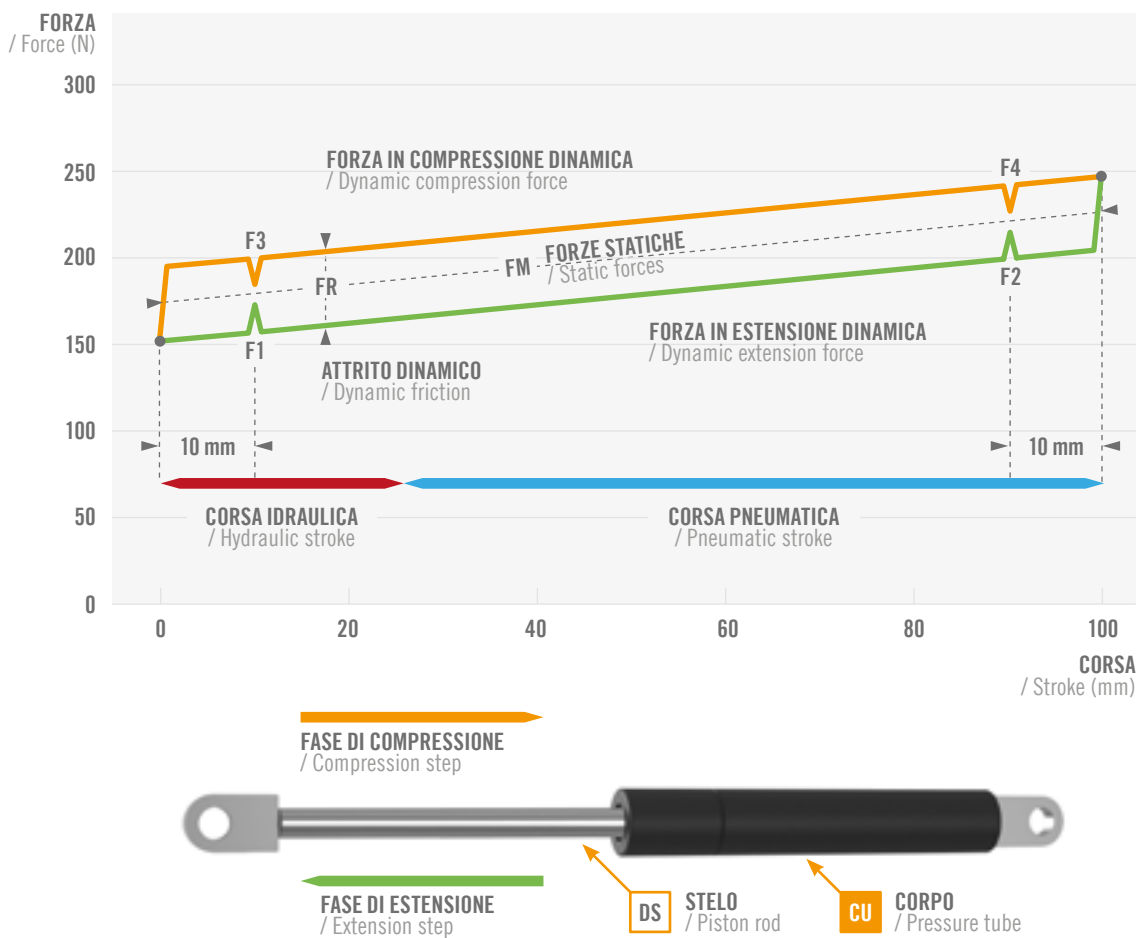 FORZA
/ Force (N)
300
250
200
150
100
50
0
FORZA IN COMPRESSIONE DINAMICA
/ Dynamic compression force
F4
F3
FORZE STATICHE
FM
/ Static forces
FR
F2
F1
FORZA IN ESTENSIONE DINAMICA
/ Dynamic extension force
ATTRITO DINAMICO
/ Dynamic friction
10 mm
10 mm
CORSA IDRAULICA
/ Hydraulic stroke
CORSA PNEUMATICA
/ Pneumatic stroke
0 20 40 60 80 100
CORSA
/ Stroke (mm)
FASE DI COMPRESSIONE
/ Compression step
FASE DI ESTENSIONE
/ Extension step
DS
STELO
/ Piston rod
CU
CORPO
/ Pressure tube